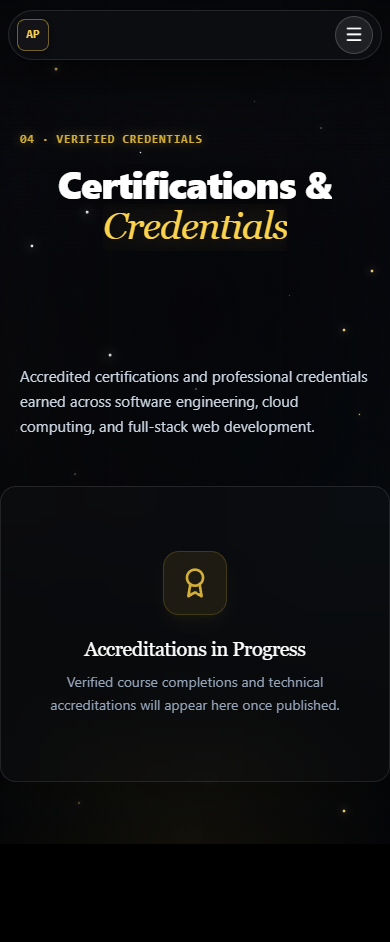 AP
04 · VERIFIED CREDENTIALS
Certifications &
Credentials
Accredited certifications and professional credentials
earned across software engineering, cloud
computing, and full-stack web development.
Accreditations in Progress
Verified course completions and technical
accreditations will appear here once published.